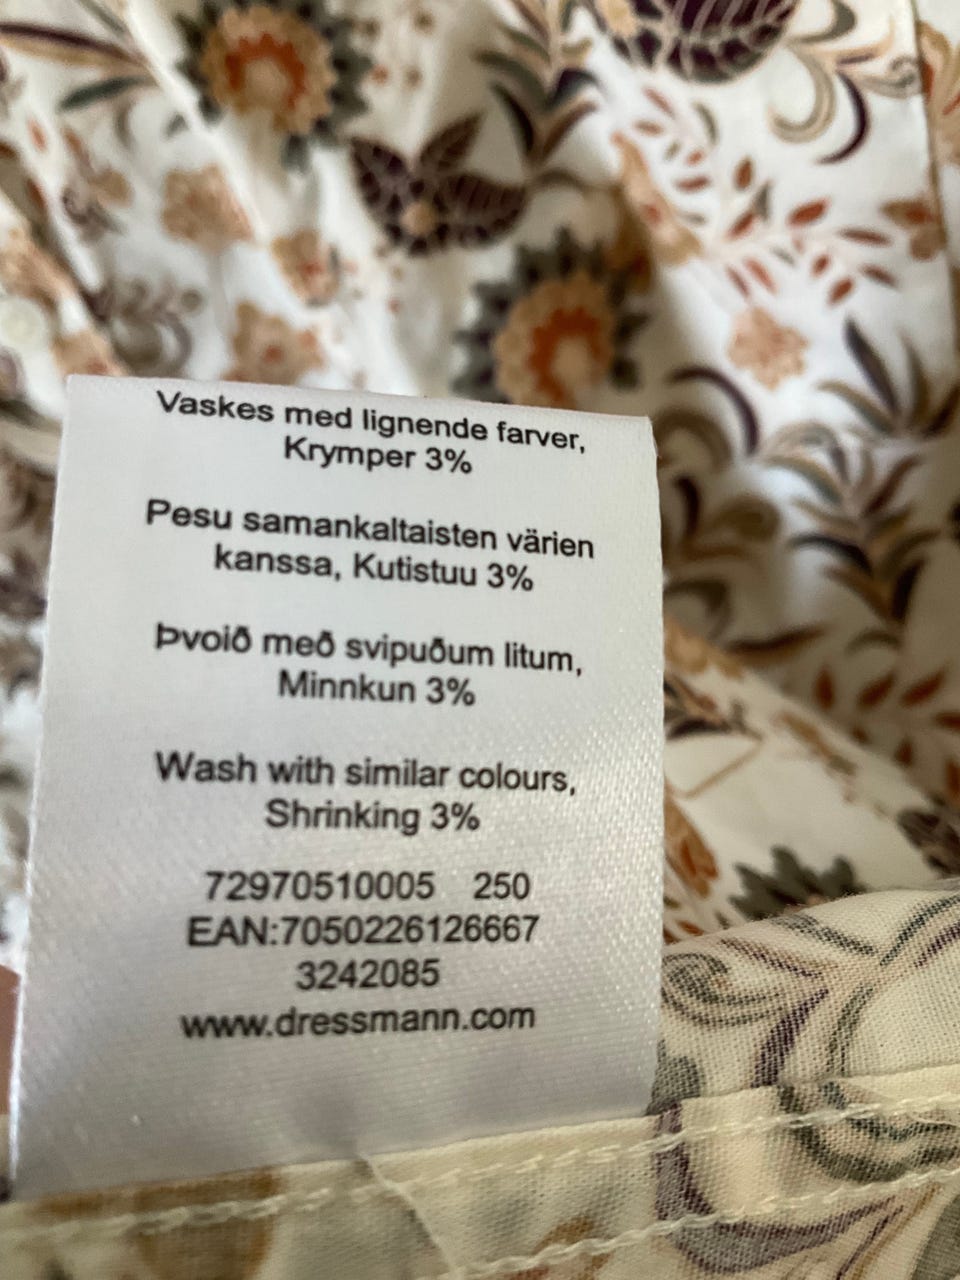 Vaskes med lignende farver,
Krymper 3%
Pesu samankaltaisten värien
kanssa, Kutistuu 3%
Þvoið með svipuðum litum,
Minnkun 3%
Wash with similar colours,
Shrinking 3%
72970510005 250
EAN:7050226126667
3242085
www.dressmann.com